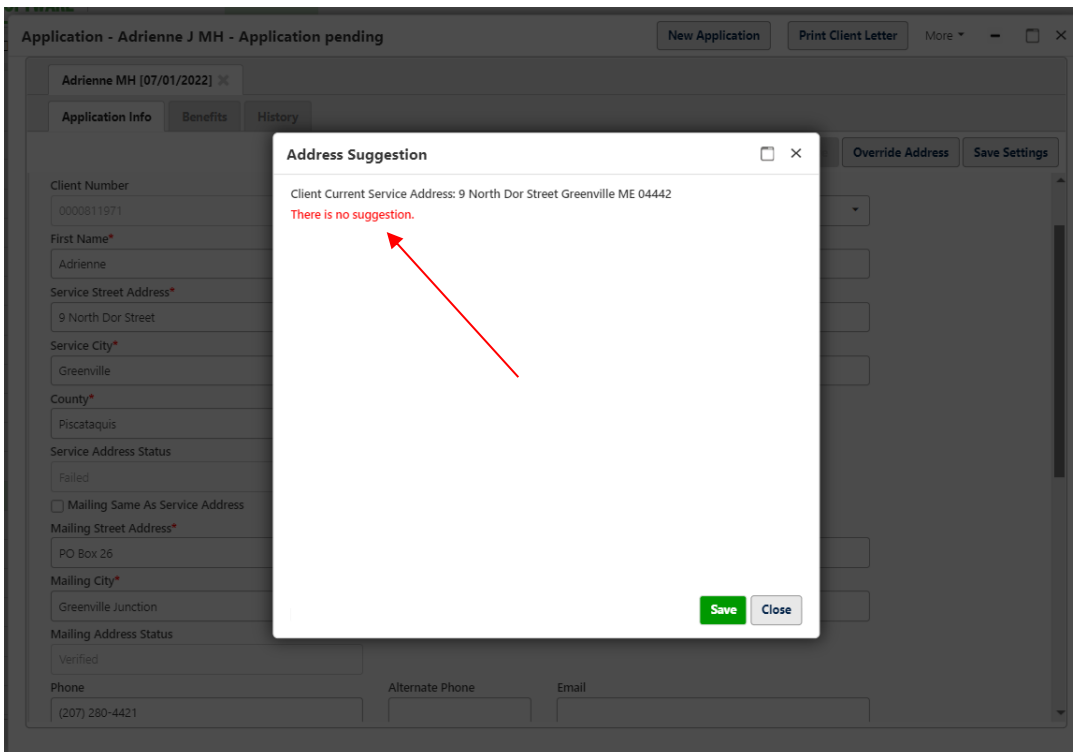 Application - Adrienne J MH - Application pending
New Application
Print Client Letter
More
Adrienne MH [07/01/2022]
Application Info
Benefits
History
Override Address
Save Settings
Address Suggestion
Client Current Service Address: 9 North Dor Street Greenville ME 04442
There is no suggestion.
Save
Close
Client Number
0000811971
First Name*
Adrienne
Service Street Address*
9 North Dor Street
Service City*
Greenville
County*
Piscataquis
Service Address Status
Failed
Mailing Same As Service Address
Mailing Street Address*
PO Box 26
Mailing City*
Greenville Junction
Mailing Address Status
Verified
Phone
Alternate Phone
Email
(207) 280-4421